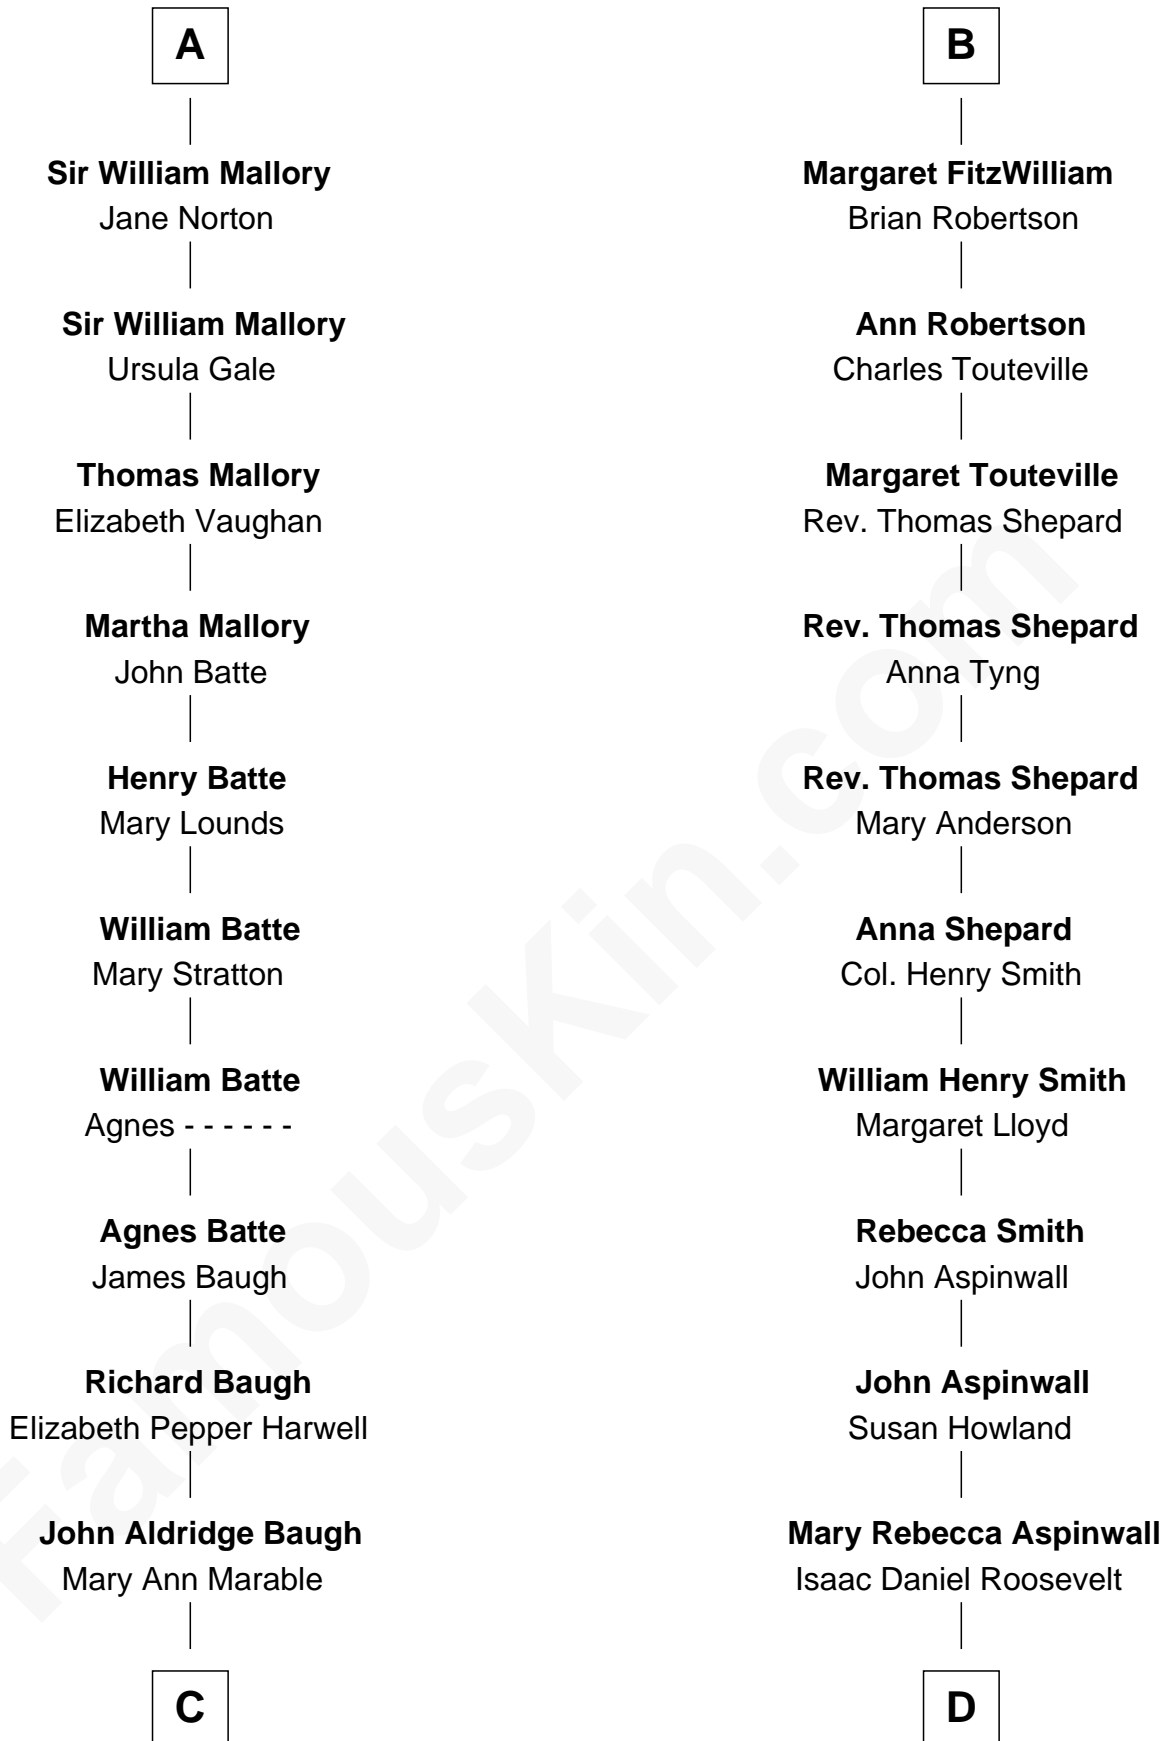 A
Sir William Mallory
Jane Norton
Sir William Mallory
Ursula Gale
Thomas Mallory
Elizabeth Vaughan
Martha Mallory
John Batte
Henry Batte
Mary Lounds
William Batte
Mary Stratton
William Batte
Agnes - - - - - -
Agnes Batte
James Baugh
Richard Baugh
Elizabeth Pepper Harwell
John Aldridge Baugh
Mary Ann Marable
C
B
Margaret FitzWilliam
Brian Robertson
Ann Robertson
Charles Touteville
Margaret Touteville
Rev. Thomas Shepard
Rev. Thomas Shepard
Anna Tyng
Rev. Thomas Shepard
Mary Anderson
Anna Shepard
Col. Henry Smith
William Henry Smith
Margaret Lloyd
Rebecca Smith
John Aspinwall
John Aspinwall
Susan Howland
Mary Rebecca Aspinwall
Isaac Daniel Roosevelt
D
FamousKin.com